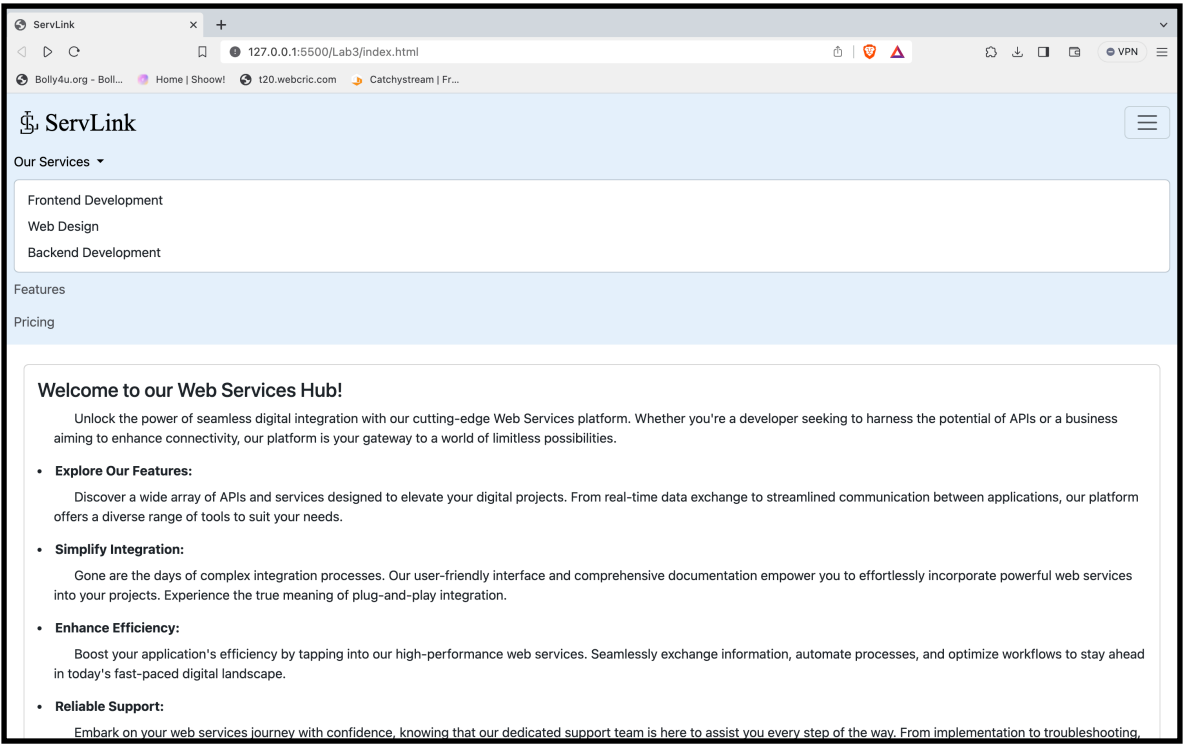 ServLink
127.0.0.1:5500/Lab3/index.html
VPN
Bolly4u.org - Boll... Home | Shoow! t20.webcric.com Catchystream | Fr...
ServLink
Our Services
Frontend Development
Web Design
Backend Development
Features
Pricing
Welcome to our Web Services Hub!
Unlock the power of seamless digital integration with our cutting-edge Web Services platform. Whether you're a developer seeking to harness the potential of APIs or a business
aiming to enhance connectivity, our platform is your gateway to a world of limitless possibilities.
• Explore Our Features:
Discover a wide array of APIs and services designed to elevate your digital projects. From real-time data exchange to streamlined communication between applications, our platform
offers a diverse range of tools to suit your needs.
• Simplify Integration:
Gone are the days of complex integration processes. Our user-friendly interface and comprehensive documentation empower you to effortlessly incorporate powerful web services
into your projects. Experience the true meaning of plug-and-play integration.
• Enhance Efficiency:
Boost your application's efficiency by tapping into our high-performance web services. Seamlessly exchange information, automate processes, and optimize workflows to stay ahead
in today's fast-paced digital landscape.
• Reliable Support:
Embark on your web services journey with confidence, knowing that our dedicated support team is here to assist you every step of the way. From implementation to troubleshooting,